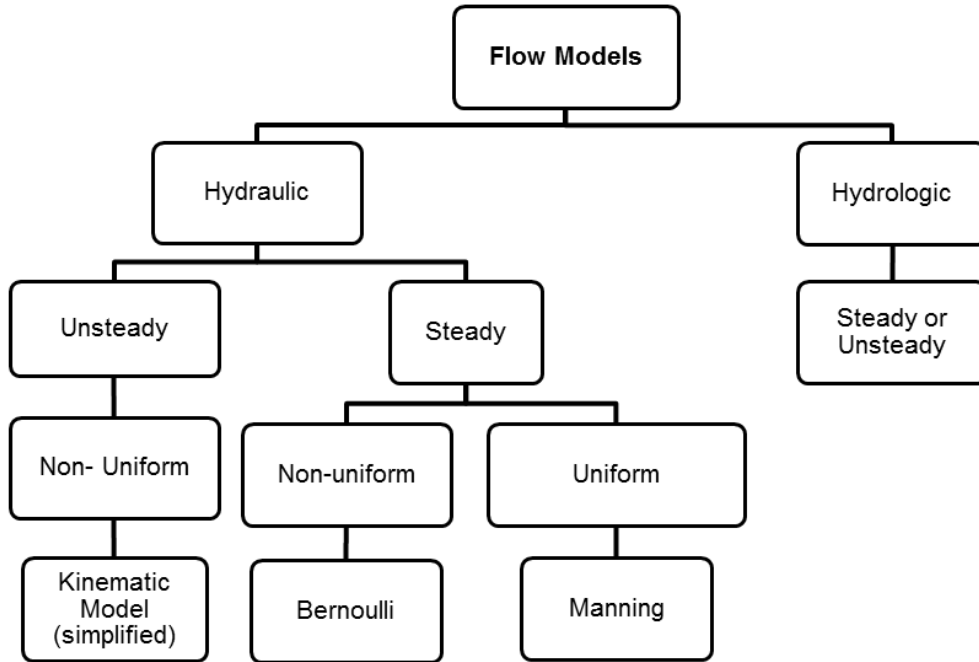 Flow Models
Hydraulic
Hydrologic
Unsteady
Steady
Steady or
Unsteady
Non- Uniform
Non-uniform
Uniform
Kinematic
Model
(simplified)
Bernoulli
Manning